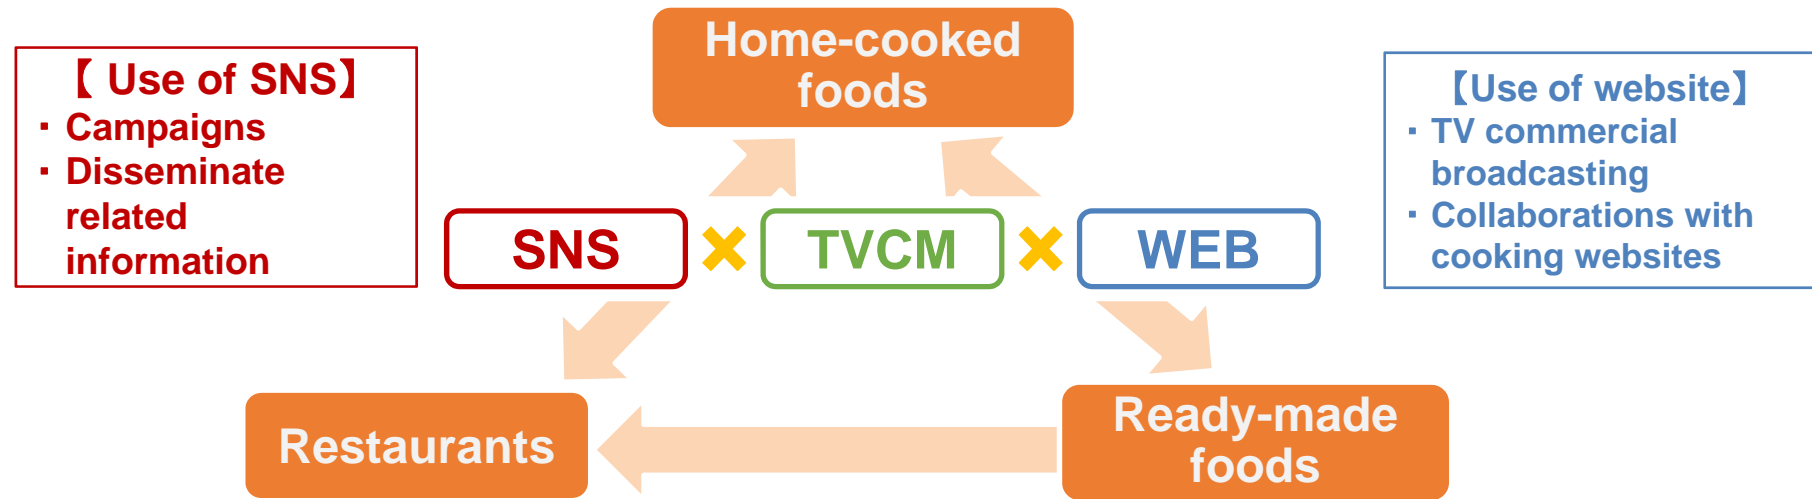 Home-cooked
foods
【 Use of SNS】
・ Campaigns
・ Disseminate
related
information
【Use of website】
・ TV commercial
broadcasting
・ Collaborations with
cooking websites
SNS × TVCM × WEB
Restaurants
Ready-made
foods